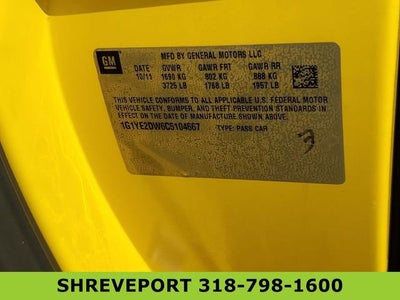 GM
MFD BY GENERAL MOTORS LLC
DATE GVWR GAWR FRT GAWR RR
10/11 1690 KG 802 KG 888 KG
3725 LB 1768 LB 1957 LB
THIS VEHICLE CONFORMS TO ALL APPLICABLE U.S. FEDERAL MOTOR
VEHICLE SAFETY, BUMPER, AND THEFT PREVENTION STANDARDS IN
EFFECT ON THE DATE OF MANUFACTURE SHOWN ABOVE.
1G1YE2DW6C5104667 TYPE: PASS CAR
SHREVEPORT 318-798-1600